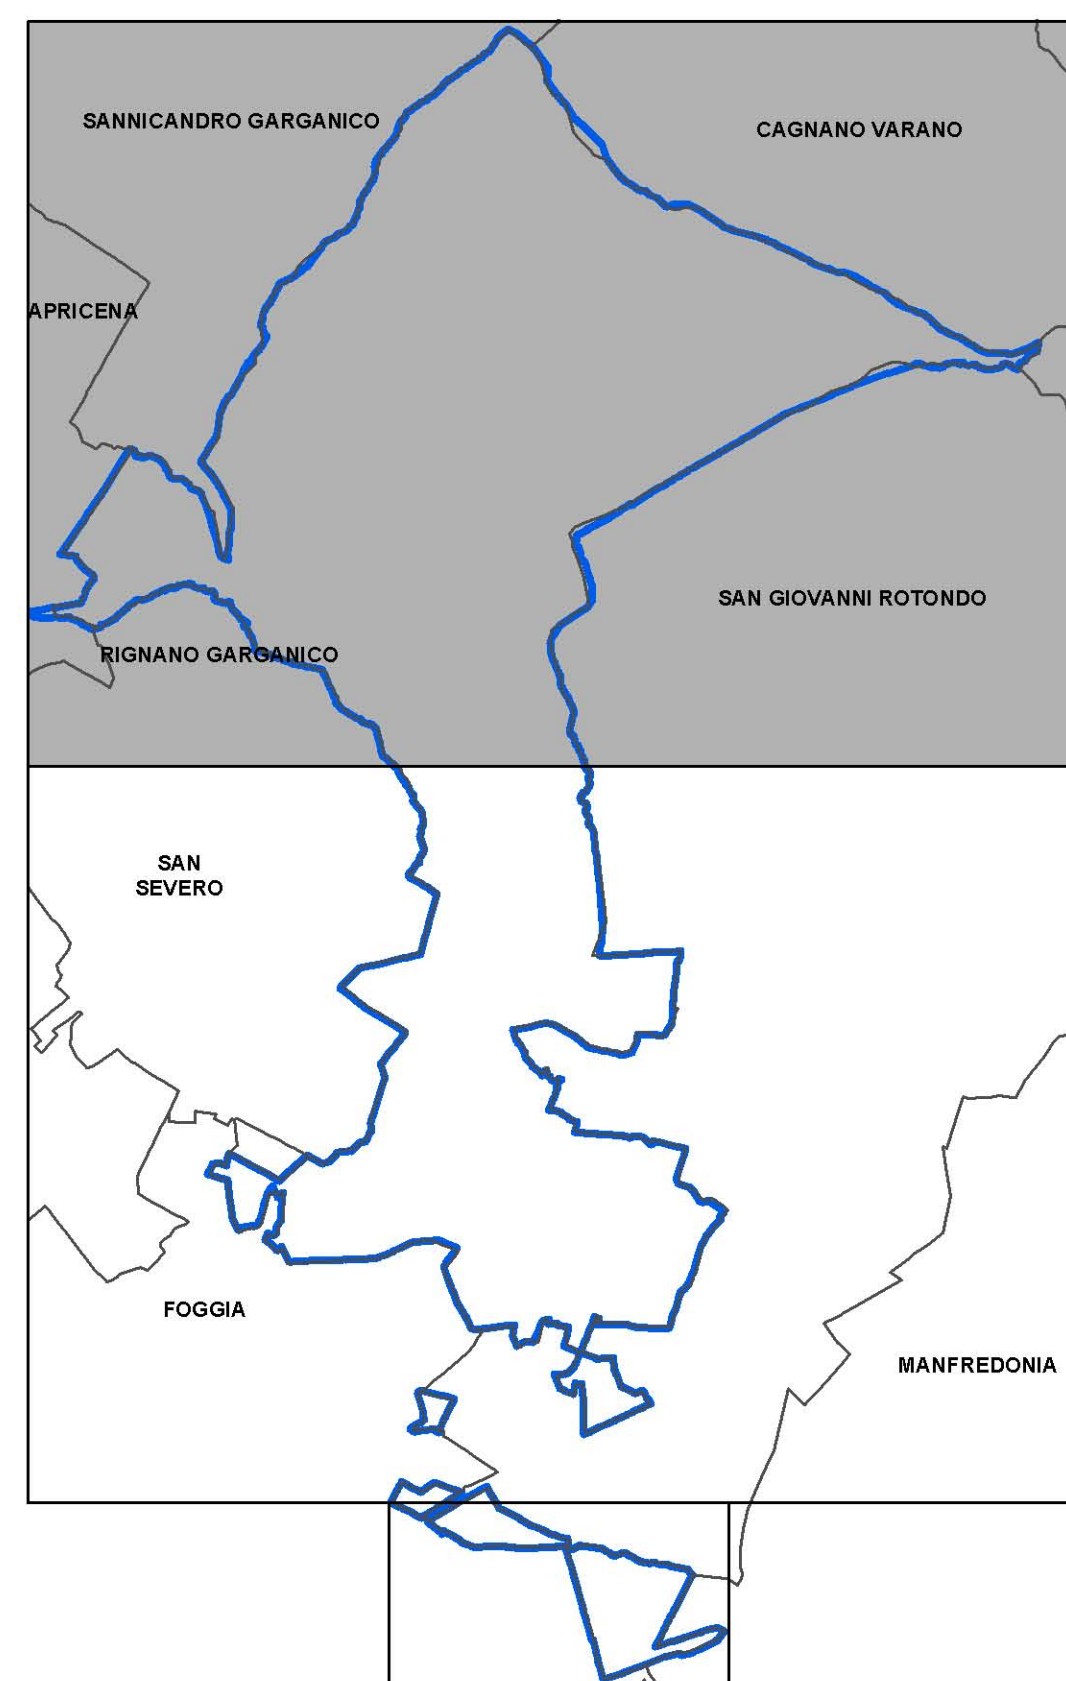 SANNICANDRO GARGANICO
CAGNANO VARANO
APRICENA
SAN GIOVANNI ROTONDO
RIGNANO GARGANICO
SAN
SEVERO
FOGGIA
MANFREDONIA